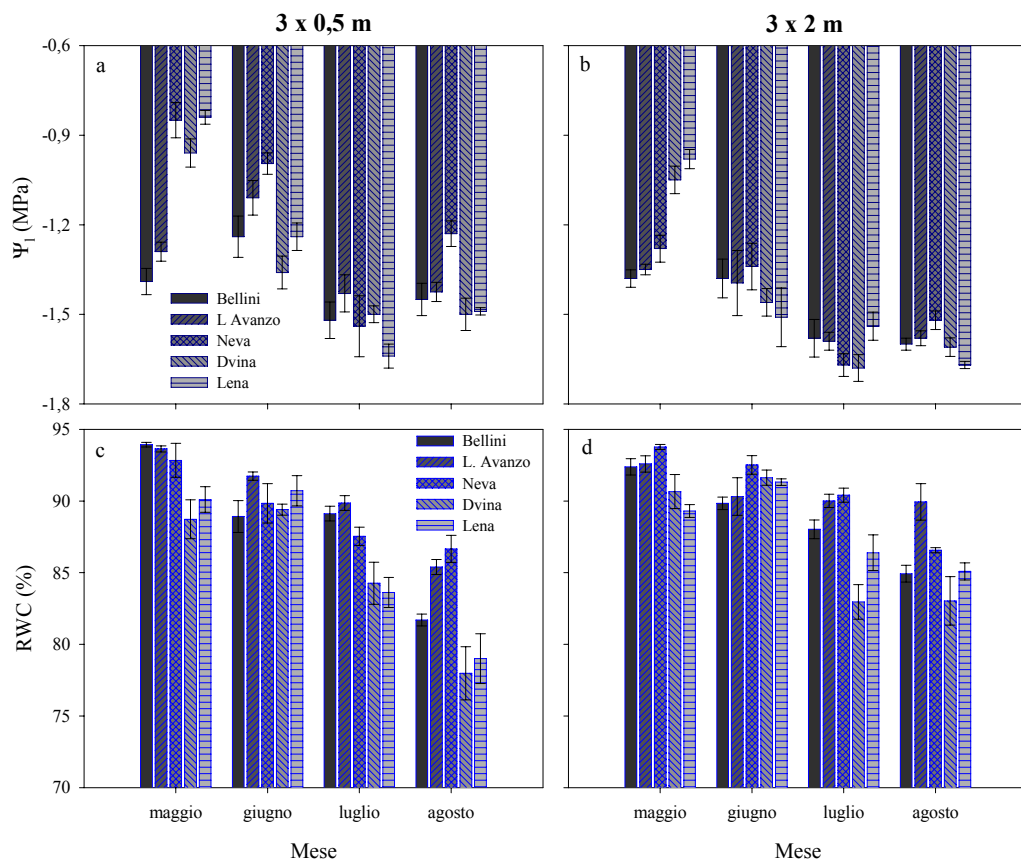 3 x 0,5 m
3 x 2 m
-0,6
-0,9
-1,2
-1,5
-1,8
Ψl (MPa)
a
b
Bellini
L Avanzo
Neva
Dvina
Lena
95
90
85
80
75
70
RWC (%)
c
d
Bellini
L. Avanzo
Neva
Dvina
Lena
maggio giugno luglio agosto
maggio giugno luglio agosto
Mese
Mese